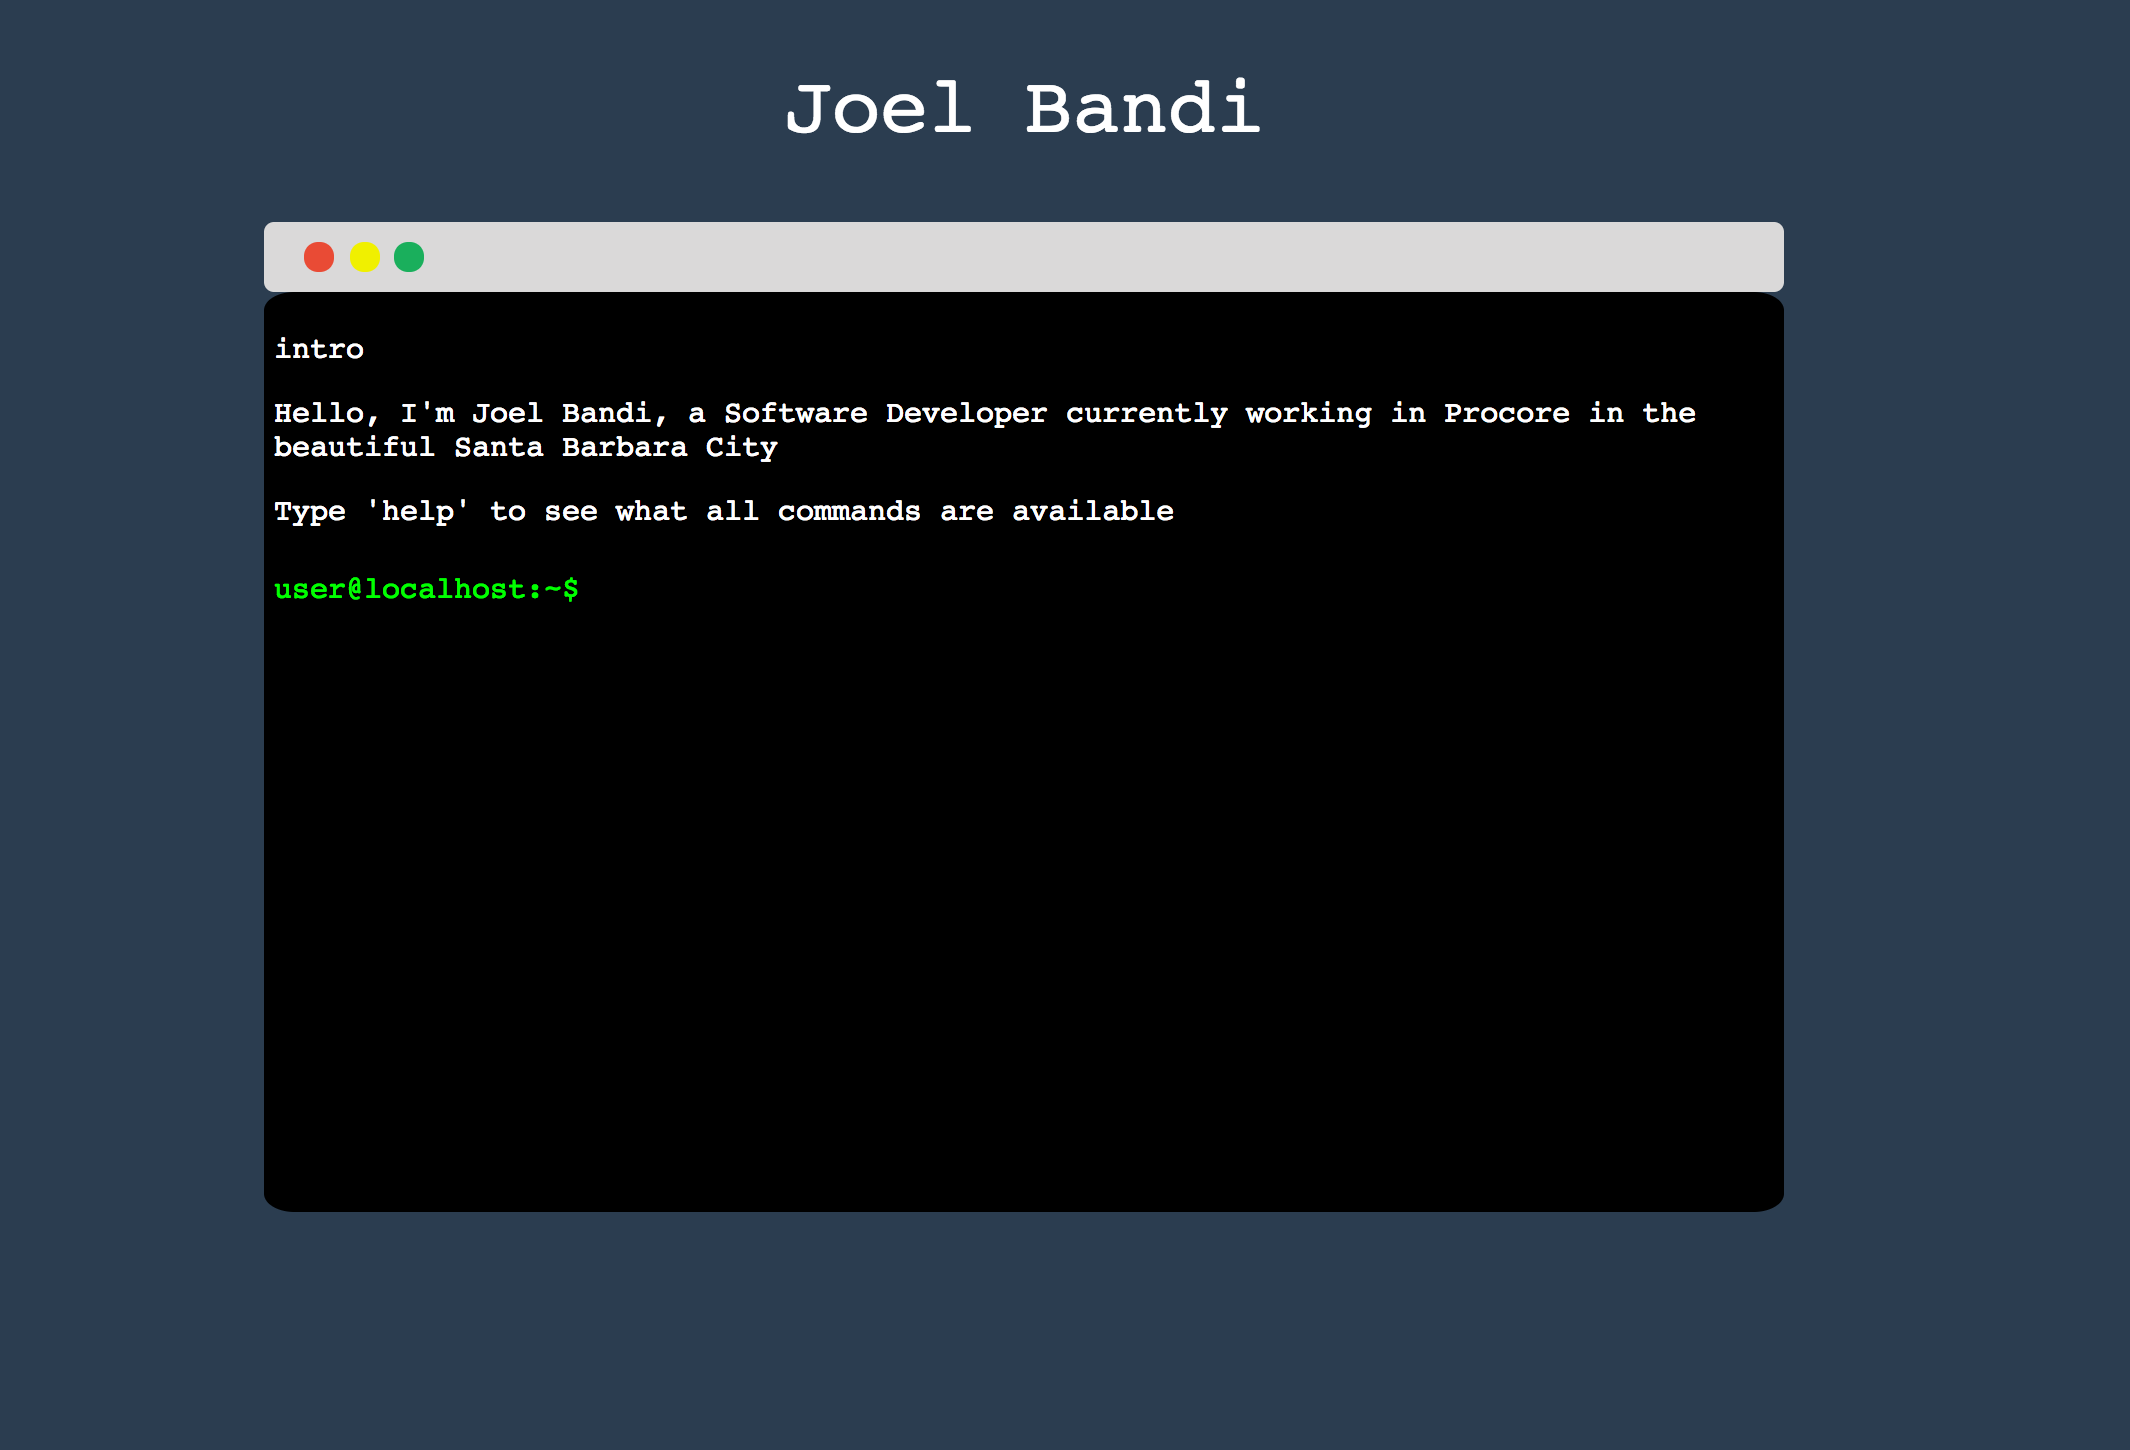 Joel Bandi
intro
Hello, I'm Joel Bandi, a Software Developer currently working in Procore in the
beautiful Santa Barbara City
Type 'help' to see what all commands are available
user@localhost:~$